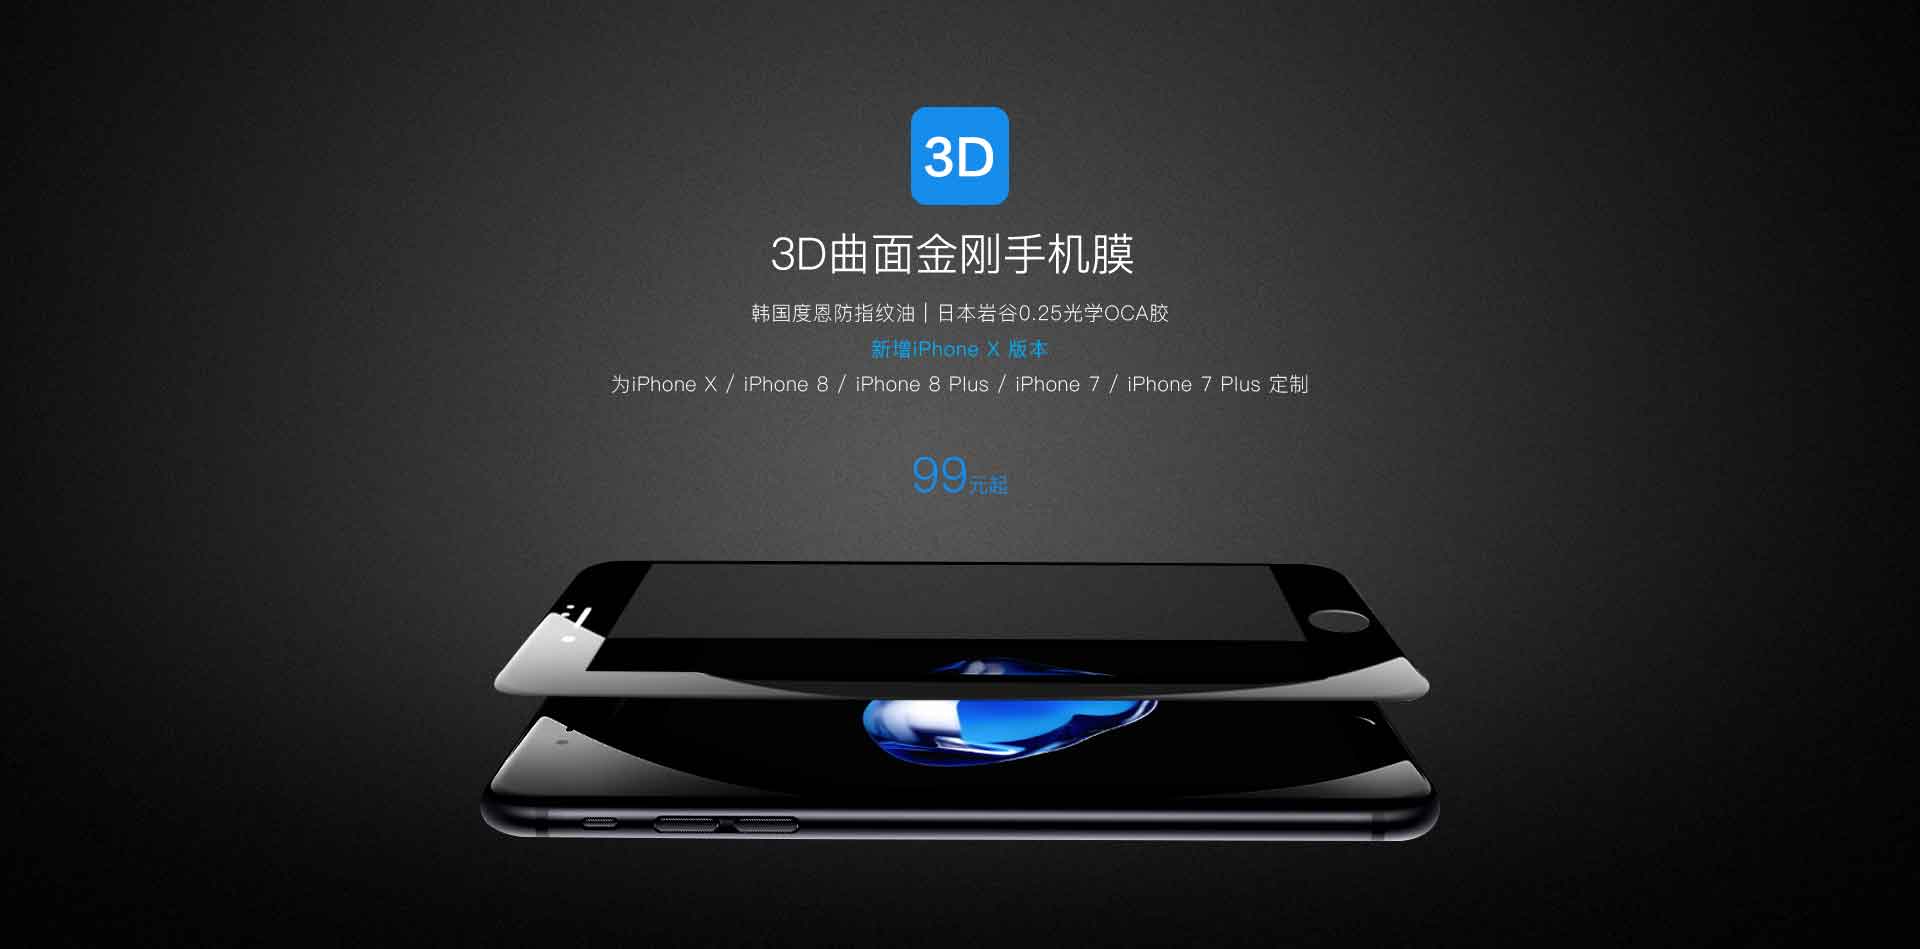 3D
3D曲面金刚手机膜
韩国度恩防指纹油 | 日本岩谷0.25光学OCA胶
新增iPhone X 版本
为iPhone X / iPhone 8 / iPhone 8 Plus / iPhone 7 / iPhone 7 Plus 定制
99元起